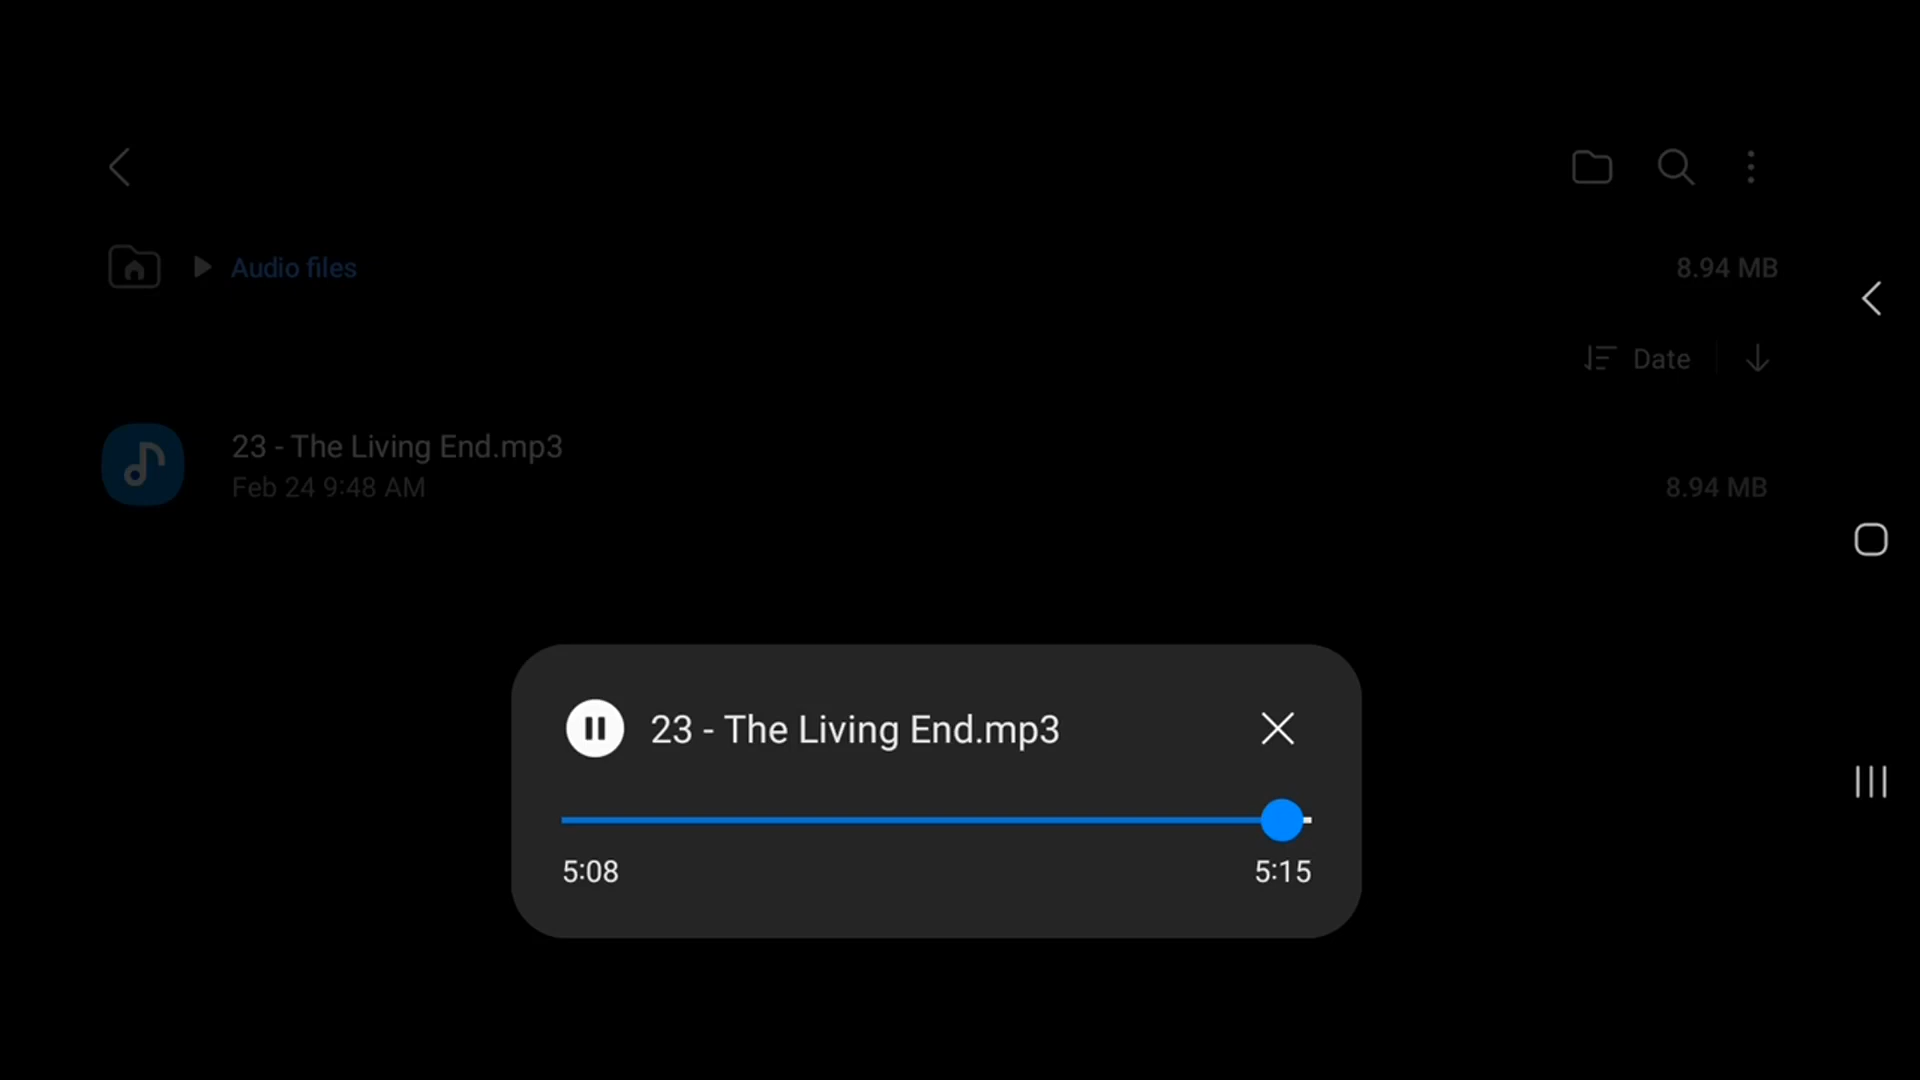 Audio files
8.94 MB
Date
23 - The Living End.mp3
Feb 24 9:48 AM
8.94 MB
23 - The Living End.mp3
5:08
5:15